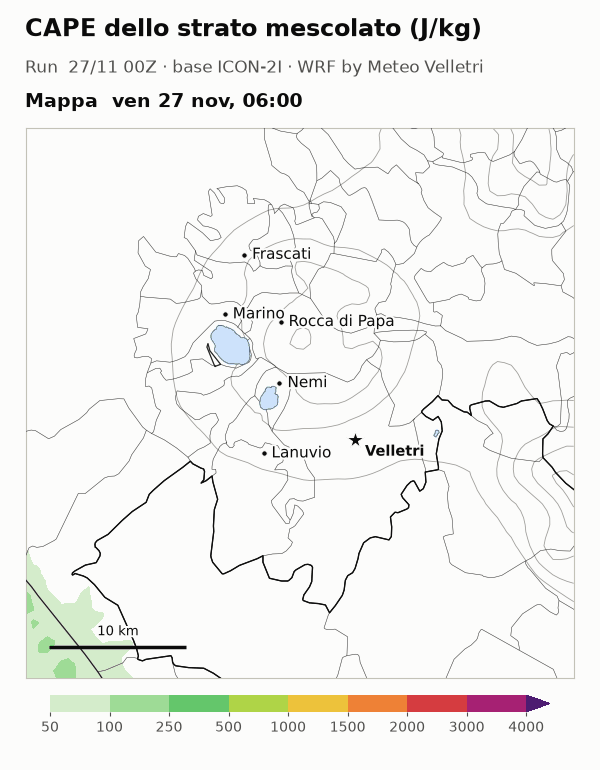 CAPE dello strato mescolato (J/kg)
Run  27/11 00Z · base ICON-2I · WRF by Meteo Velletri
Mappa  ven 27 nov, 06:00
Frascati
Marino
Rocca di Papa
Nemi
Velletri
Lanuvio
10 km
50 100 250 500 1000 1500 2000 3000 4000